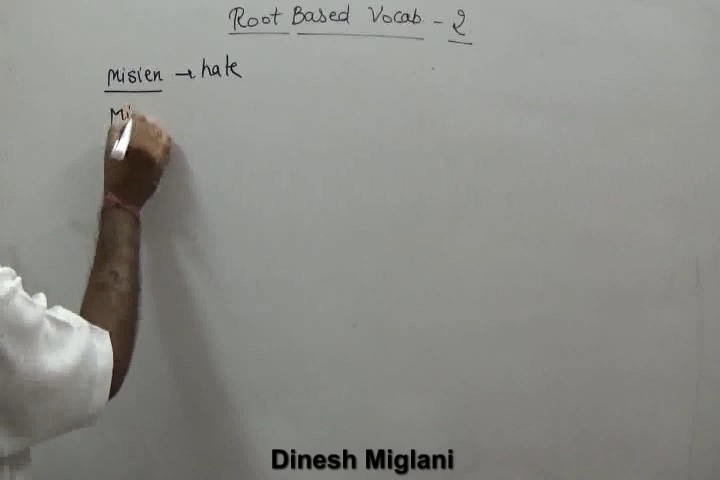 Root Based Vocab - 2
Misien → hate
Mi
Dinesh Miglani